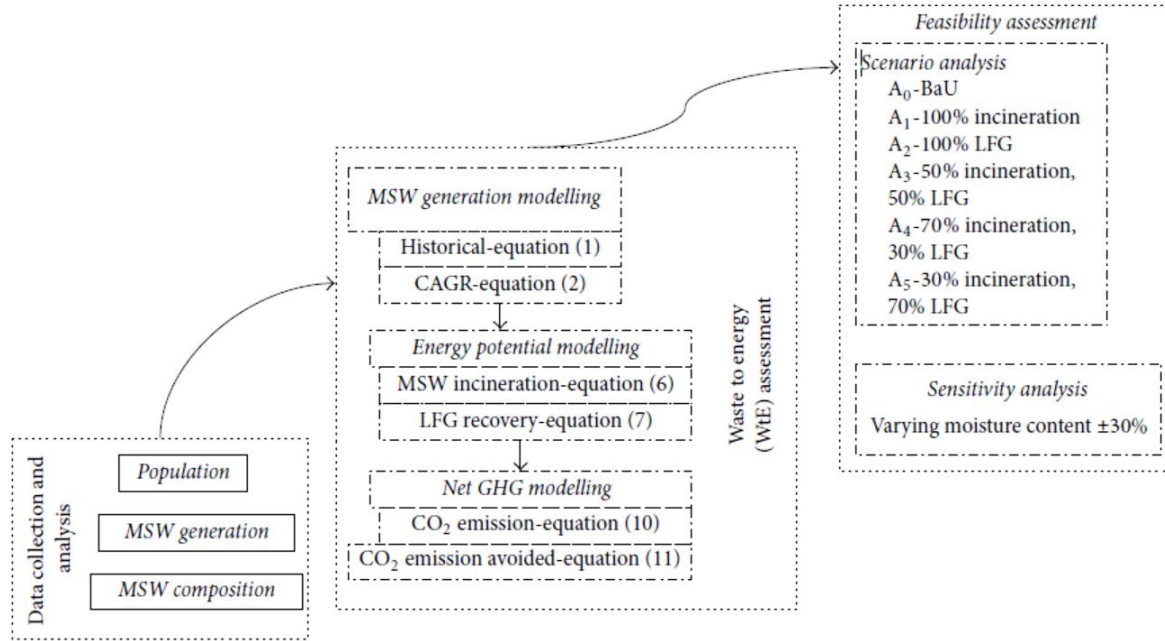 Data collection and
analysis
Population
MSW generation
MSW composition
MSW generation modelling
Historical-equation (1)
CAGR-equation (2)
Energy potential modelling
MSW incineration-equation (6)
LFG recovery-equation (7)
Net GHG modelling
CO₂ emission-equation (10)
CO₂ emission avoided-equation (11)
Waste to energy
(WtE) assessment
Feasibility assessment
Scenario analysis
A₀-BaU
A₁-100% incineration
A₂-100% LFG
A₃-50% incineration,
50% LFG
A₄-70% incineration,
30% LFG
A₅-30% incineration,
70% LFG
Sensitivity analysis
Varying moisture content ±30%